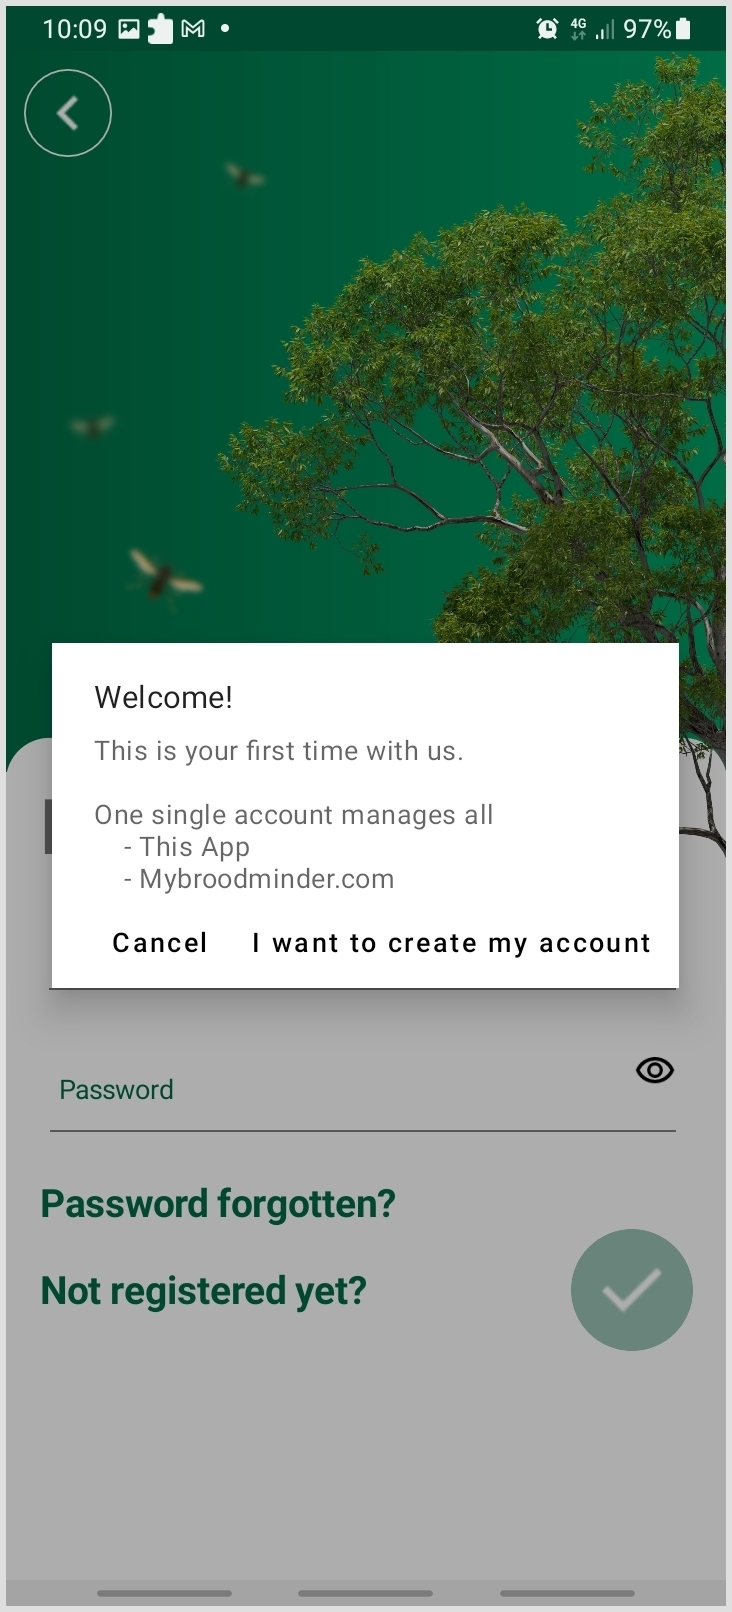 10:09 4G 97%
Welcome!
This is your first time with us.
One single account manages all
- This App
- Mybroodminder.com
Cancel I want to create my account
Password
Password forgotten?
Not registered yet?